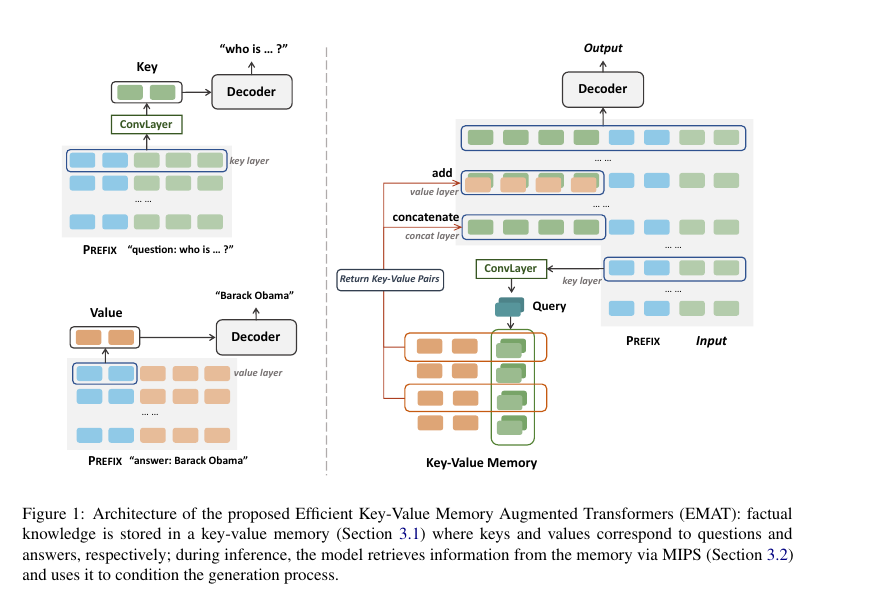 “who is ... ?”
Key
Decoder
ConvLayer
key layer
... ...
PREFIX “question: who is ... ?”
“Barack Obama”
Value
Decoder
value layer
... ...
PREFIX “answer: Barack Obama”
Output
Decoder
... ...
add
value layer
... ...
concatenate
concat layer
... ...
ConvLayer
key layer
Return Key-Value Pairs
... ...
Query
PREFIX Input
Key-Value Memory
Figure 1: Architecture of the proposed Efficient Key-Value Memory Augmented Transformers (EMAT): factual
knowledge is stored in a key-value memory (Section 3.1) where keys and values correspond to questions and
answers, respectively; during inference, the model retrieves information from the memory via MIPS (Section 3.2)
and uses it to condition the generation process.